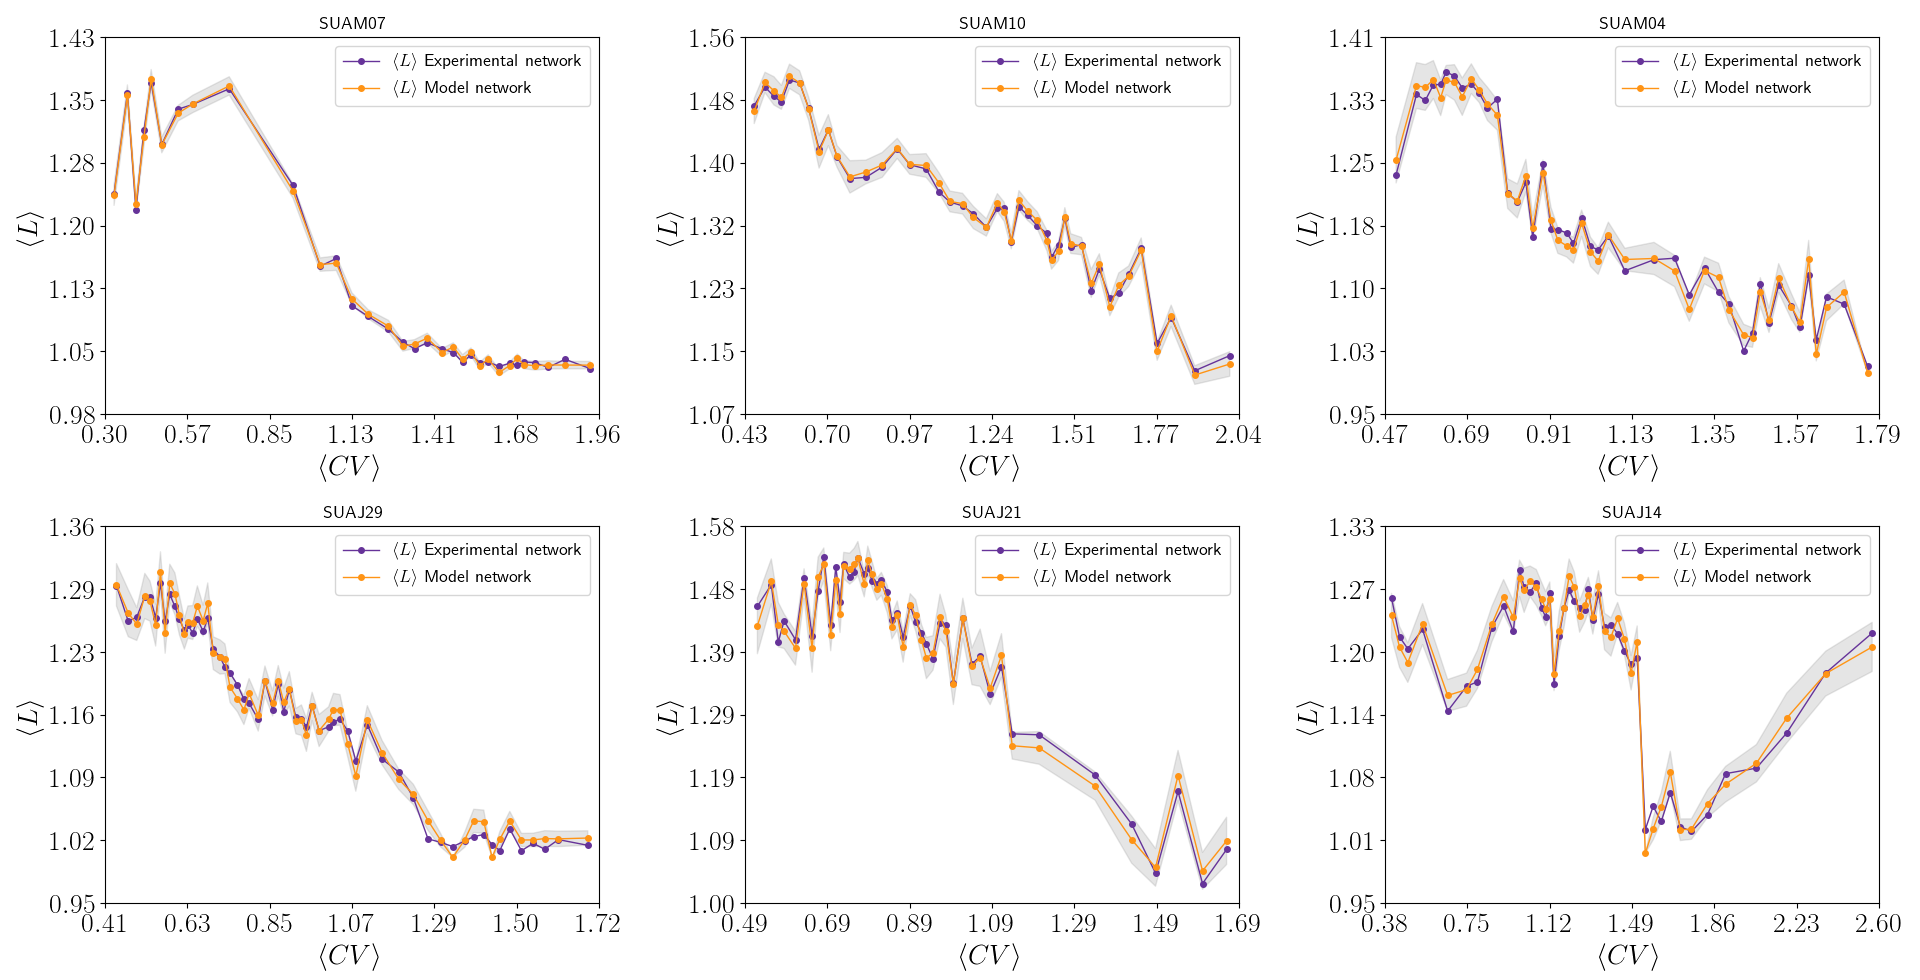 SUAM07
⟨L⟩ Experimental network
⟨L⟩ Model network
1.43
1.35
1.28
1.20
1.13
1.05
0.98
⟨L⟩
0.30 0.57 0.85 1.13 1.41 1.68 1.96
⟨CV⟩
SUAM10
⟨L⟩ Experimental network
⟨L⟩ Model network
1.56
1.48
1.40
1.32
1.23
1.15
1.07
⟨L⟩
0.43 0.70 0.97 1.24 1.51 1.77 2.04
⟨CV⟩
SUAM04
⟨L⟩ Experimental network
⟨L⟩ Model network
1.41
1.33
1.25
1.18
1.10
1.03
0.95
⟨L⟩
0.47 0.69 0.91 1.13 1.35 1.57 1.79
⟨CV⟩
SUAJ29
⟨L⟩ Experimental network
⟨L⟩ Model network
1.36
1.29
1.23
1.16
1.09
1.02
0.95
⟨L⟩
0.41 0.63 0.85 1.07 1.29 1.50 1.72
⟨CV⟩
SUAJ21
⟨L⟩ Experimental network
⟨L⟩ Model network
1.58
1.48
1.39
1.29
1.19
1.09
1.00
⟨L⟩
0.49 0.69 0.89 1.09 1.29 1.49 1.69
⟨CV⟩
SUAJ14
⟨L⟩ Experimental network
⟨L⟩ Model network
1.33
1.27
1.20
1.14
1.08
1.01
0.95
⟨L⟩
0.38 0.75 1.12 1.49 1.86 2.23 2.60
⟨CV⟩